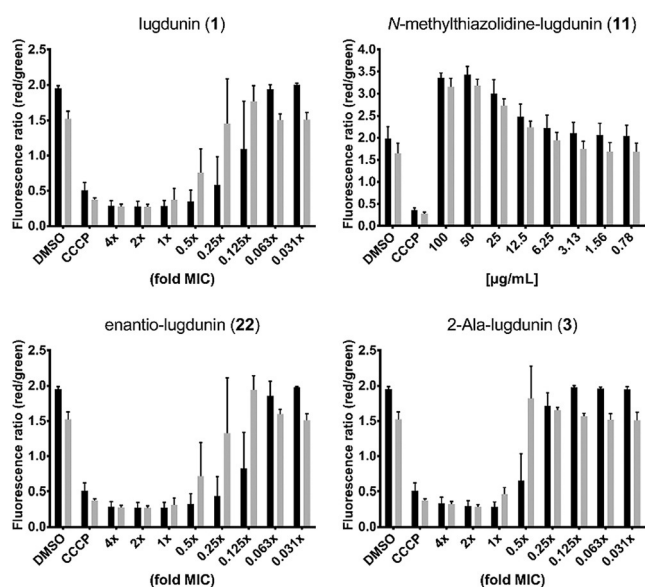 lugdunin (1)
Fluorescence ratio (red/green)
2.5
2.0
1.5
1.0
0.5
0.0
DMSO
CCCP
4x
2x
1x
0.5x
0.25x
0.125x
0.063x
0.031x
(fold MIC)
N-methylthiazolidine-lugdunin (11)
Fluorescence ratio (red/green)
4.0
3.5
3.0
2.5
2.0
1.5
1.0
0.5
0.0
DMSO
CCCP
100
50
25
12.5
6.25
3.13
1.56
0.78
[µg/mL]
enantio-lugdunin (22)
Fluorescence ratio (red/green)
2.5
2.0
1.5
1.0
0.5
0.0
DMSO
CCCP
4x
2x
1x
0.5x
0.25x
0.125x
0.063x
0.031x
(fold MIC)
2-Ala-lugdunin (3)
Fluorescence ratio (red/green)
2.5
2.0
1.5
1.0
0.5
0.0
DMSO
CCCP
4x
2x
1x
0.5x
0.25x
0.125x
0.063x
0.031x
(fold MIC)